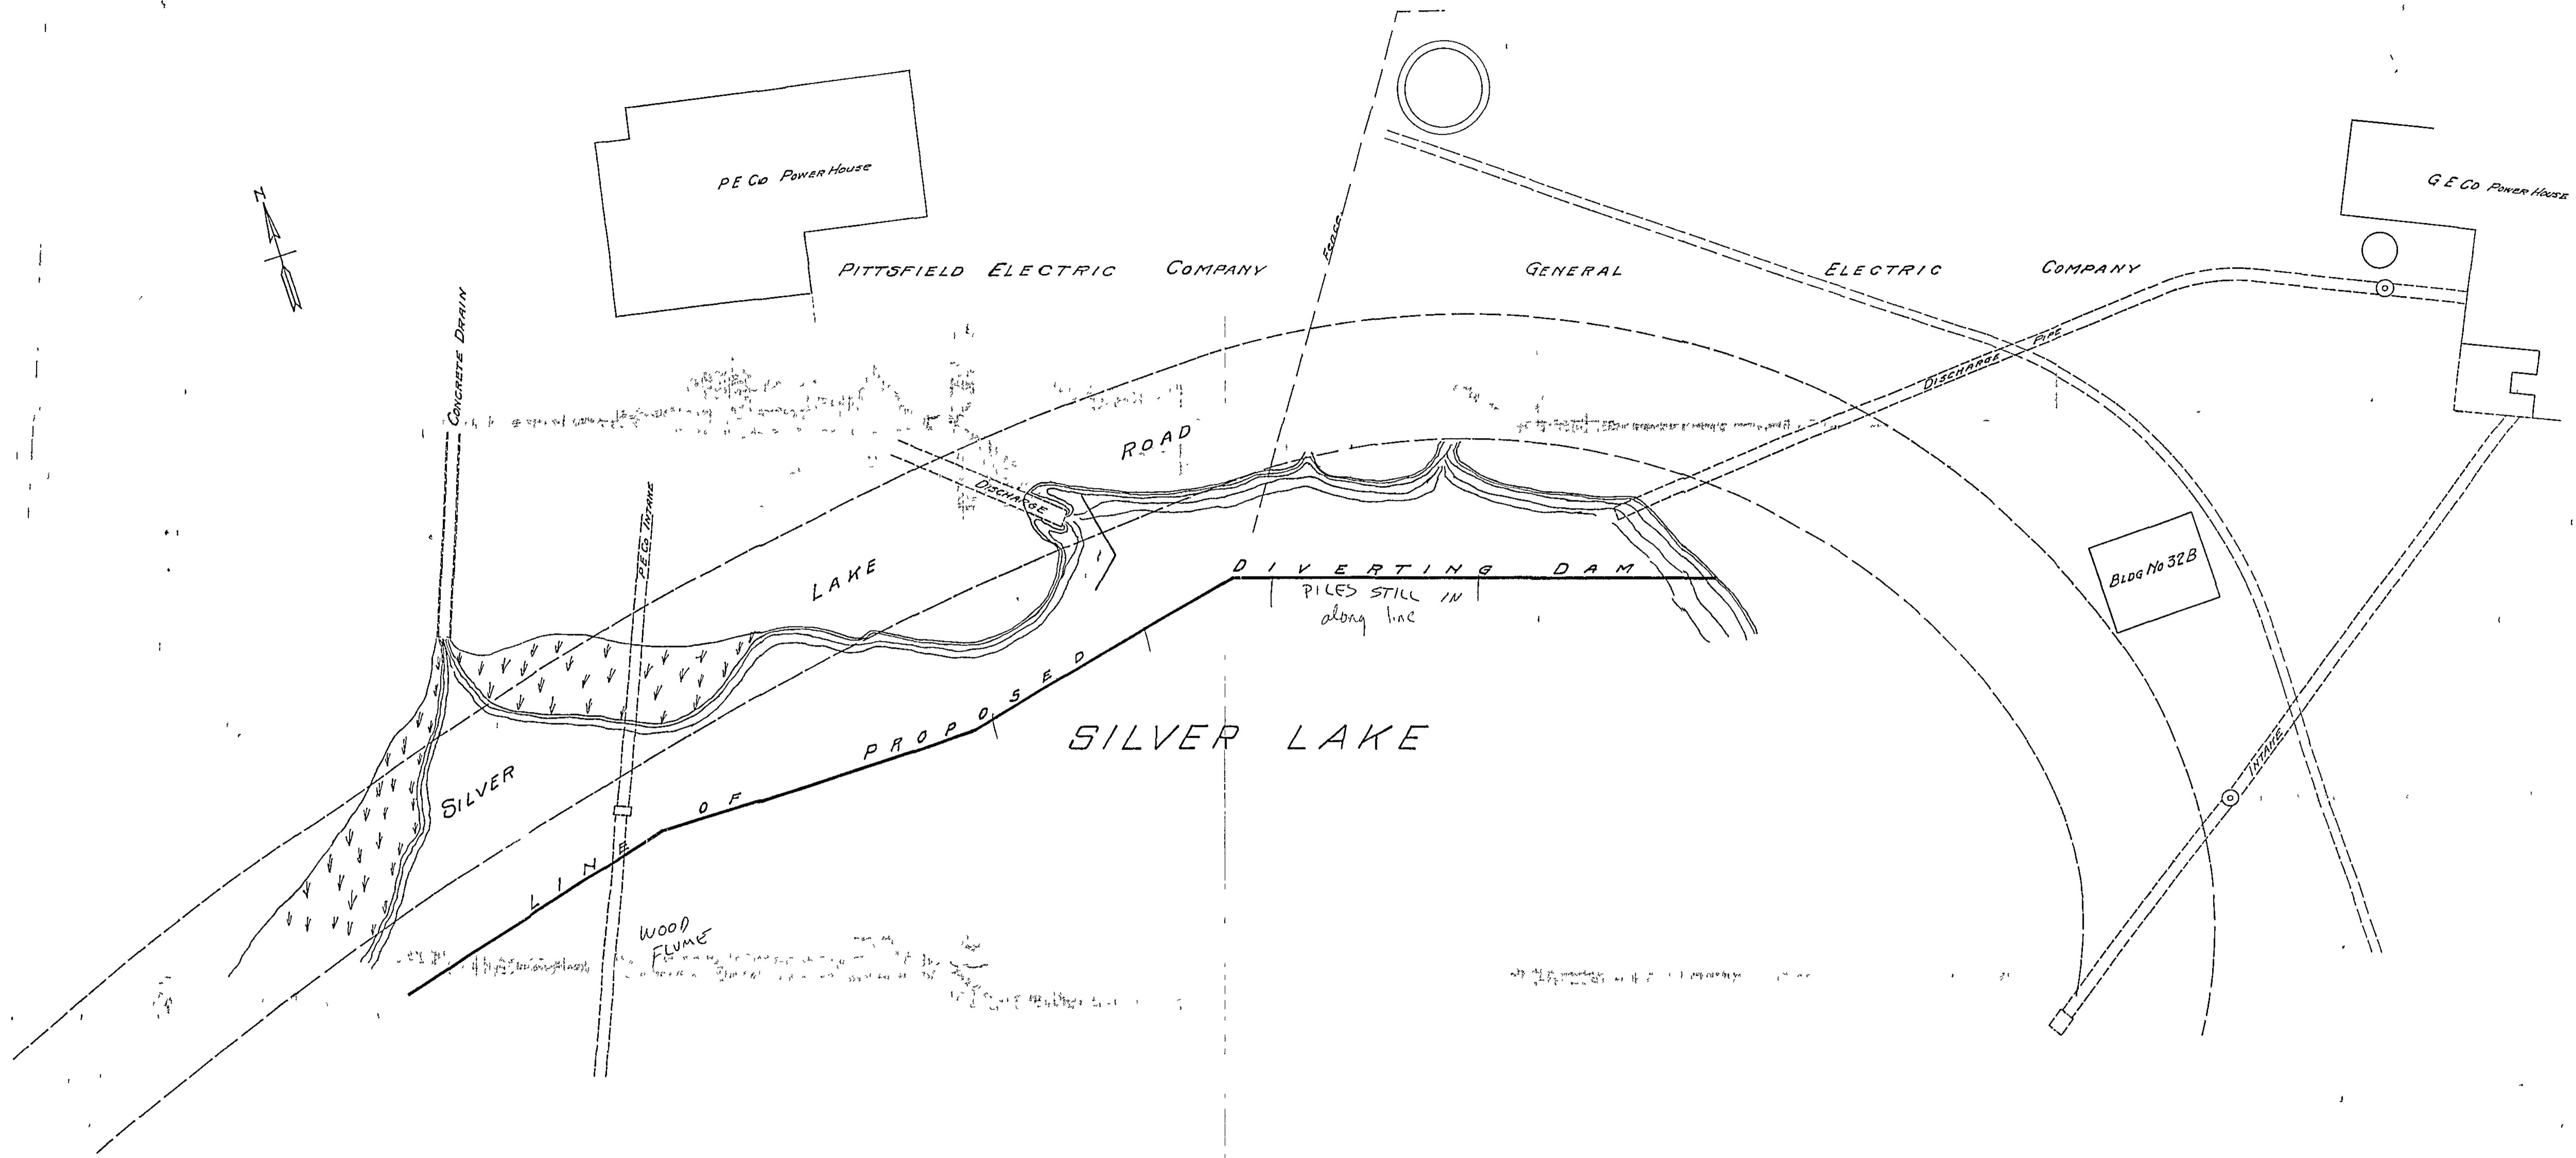 N
P E CO POWER HOUSE
G E CO POWER HOUSE
FENCE
PITTSFIELD ELECTRIC COMPANY
GENERAL ELECTRIC COMPANY
CONCRETE DRAIN
DISCHARGE PIPE
SILVER LAKE ROAD
DISCHARGE
P E CO INTAKE
BLDG NO 32B
LINE OF PROPOSED DIVERTING DAM
PILES STILL IN
along line
SILVER LAKE
INTAKE
WOOD
FLUME